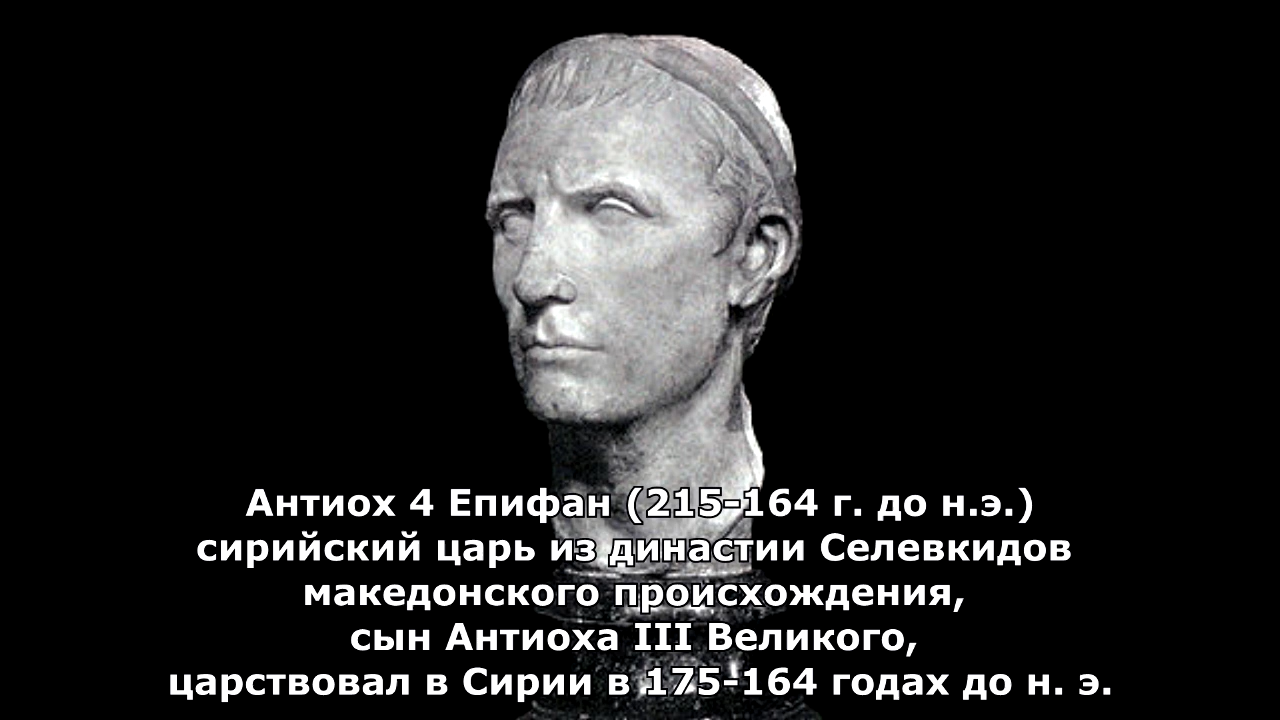 Антиох 4 Епифан (215-164 г. до н.э.)
сирийский царь из династии Селевкидов
македонского происхождения,
сын Антиоха III Великого,
царствовал в Сирии в 175-164 годах до н. э.